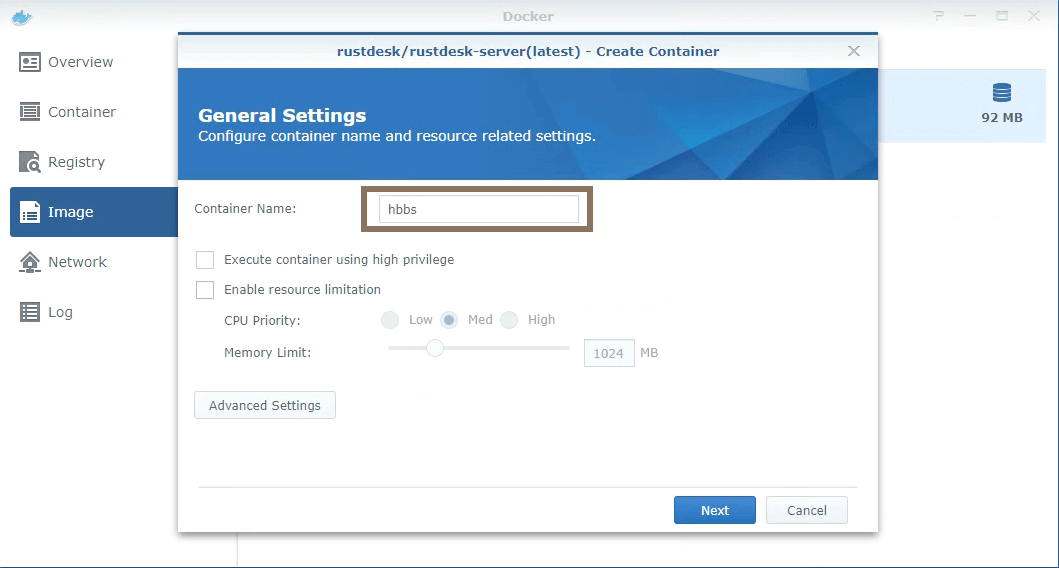 Docker
Overview
Container
Registry
Image
Network
Log
92 MB
rustdesk/rustdesk-server(latest) - Create Container
General Settings
Configure container name and resource related settings.
Container Name: hbbs
Execute container using high privilege
Enable resource limitation
CPU Priority: Low Med High
Memory Limit: 1024 MB
Advanced Settings
Next Cancel